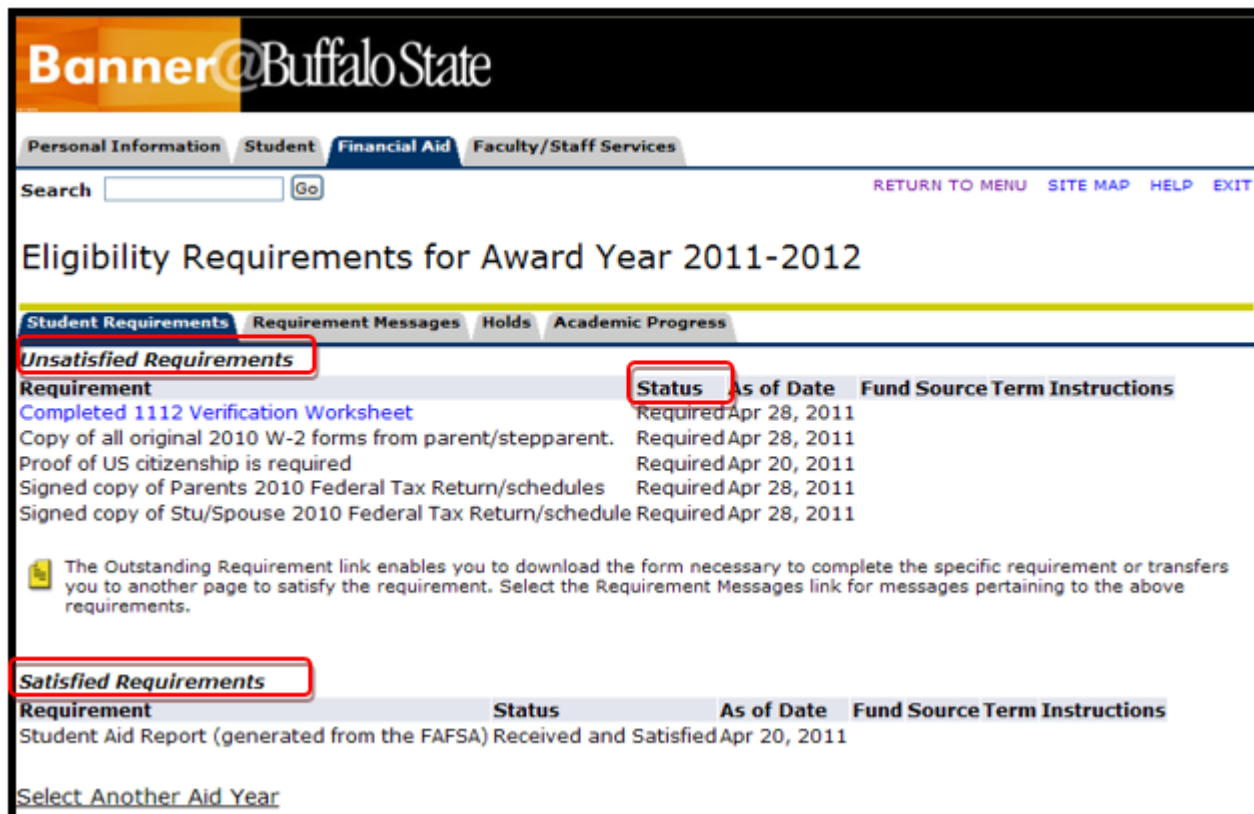 Banner@Buffalo State
Personal Information Student Financial Aid Faculty/Staff Services
Search Go RETURN TO MENU SITE MAP HELP EXIT
Eligibility Requirements for Award Year 2011-2012
Student Requirements Requirement Messages Holds Academic Progress
Unsatisfied Requirements
Requirement Status As of Date Fund Source Term Instructions
Completed 1112 Verification Worksheet Required Apr 28, 2011
Copy of all original 2010 W-2 forms from parent/stepparent. Required Apr 28, 2011
Proof of US citizenship is required Required Apr 20, 2011
Signed copy of Parents 2010 Federal Tax Return/schedules Required Apr 28, 2011
Signed copy of Stu/Spouse 2010 Federal Tax Return/schedule Required Apr 28, 2011
The Outstanding Requirement link enables you to download the form necessary to complete the specific requirement or transfers
you to another page to satisfy the requirement. Select the Requirement Messages link for messages pertaining to the above
requirements.
Satisfied Requirements
Requirement Status As of Date Fund Source Term Instructions
Student Aid Report (generated from the FAFSA) Received and Satisfied Apr 20, 2011
Select Another Aid Year